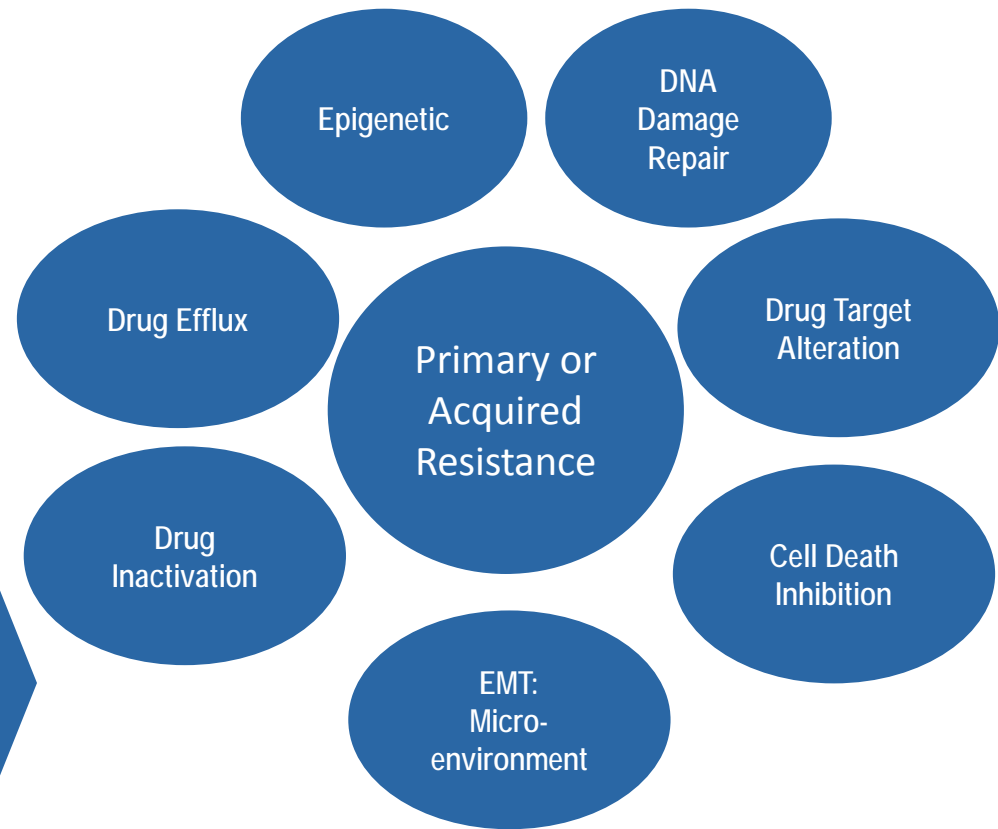 Epigenetic
DNA
Damage
Repair
Drug Efflux
Drug Target
Alteration
Primary or
Acquired
Resistance
Drug
Inactivation
Cell Death
Inhibition
EMT:
Micro-
environment